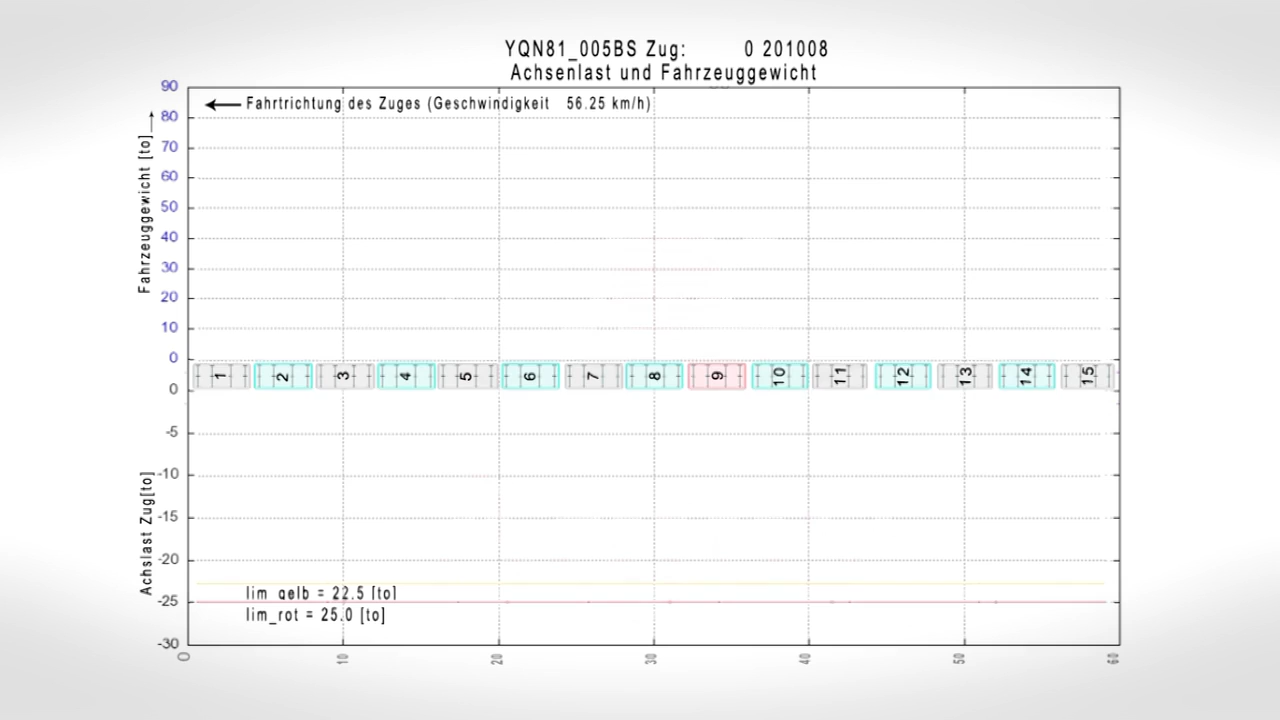 YQN81_005BS Zug: 0 201008
Achsenlast und Fahrzeuggewicht
Fahrtrichtung des Zuges (Geschwindigkeit 56.25 km/h)
Fahrzeuggewicht [to]
90
80
70
60
50
40
30
20
10
0
1 2 3 4 5 6 7 8 9 10 11 12 13 14 15
Achslast Zug[to]
0
-5
-10
-15
-20
-25
-30
lim_gelb = 22.5 [to]
lim_rot = 25.0 [to]
0 10 20 30 40 50 60